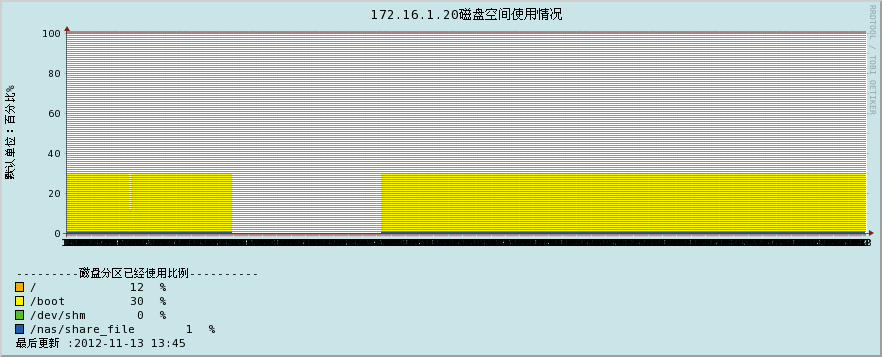 172.16.1.20磁盘空间使用情况
RRDTOOL / TOBI OETIKER
默认单位：百分比%
100
80
60
40
20
0
---------磁盘分区已经使用比例----------
/ 12 %
/boot 30 %
/dev/shm 0 %
/nas/share_file 1 %
最后更新 :2012-11-13 13:45